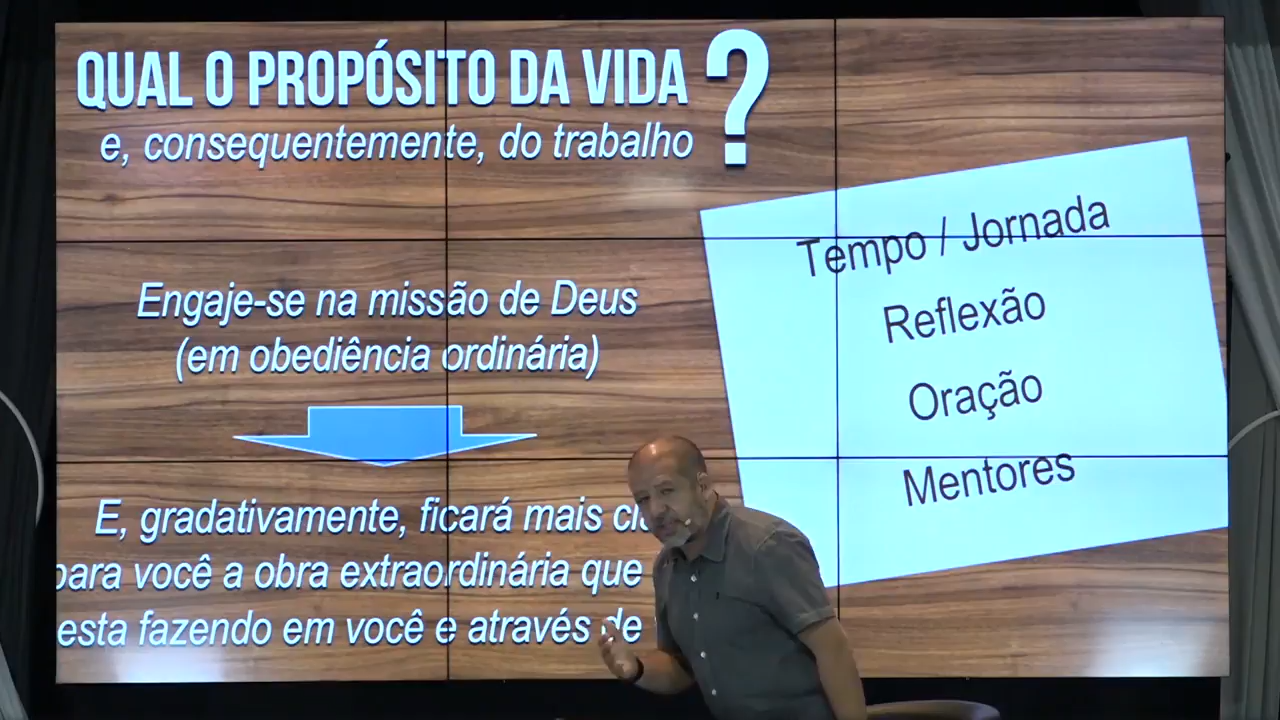 QUAL O PROPÓSITO DA VIDA ?
e, consequentemente, do trabalho
Engaje-se na missão de Deus
(em obediência ordinária)
E, gradativamente, ficará mais
para você a obra extraordinária que
esta fazendo em você e através de
Tempo / Jornada
Reflexão
Oração
Mentores